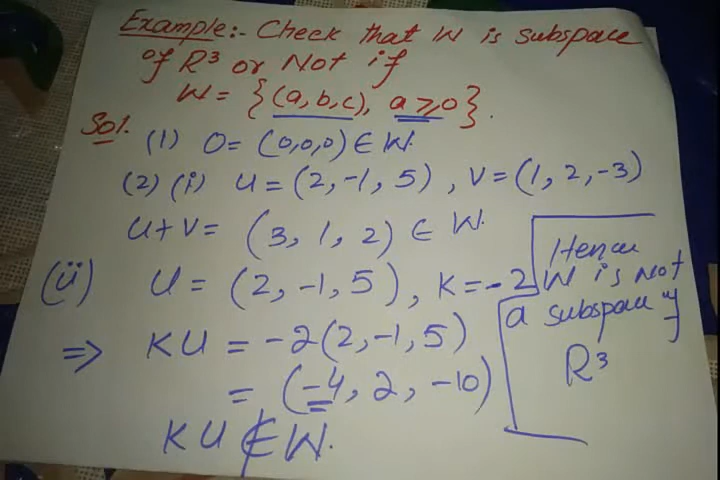 Example:- Check that W is subspace
of R³ or Not if
W = {(a,b,c), a ≥ 0}.
Sol.
(1) O = (0,0,0) ∈ W.
(2) (i) U = (2, -1, 5), V = (1, 2, -3)
U+V = (3, 1, 2) ∈ W.
(ii) U = (2, -1, 5), K = -2
⇒ KU = -2(2, -1, 5)
= (-4, 2, -10)
KU ∉ W.
Hence
W is Not
a subspace of
R³